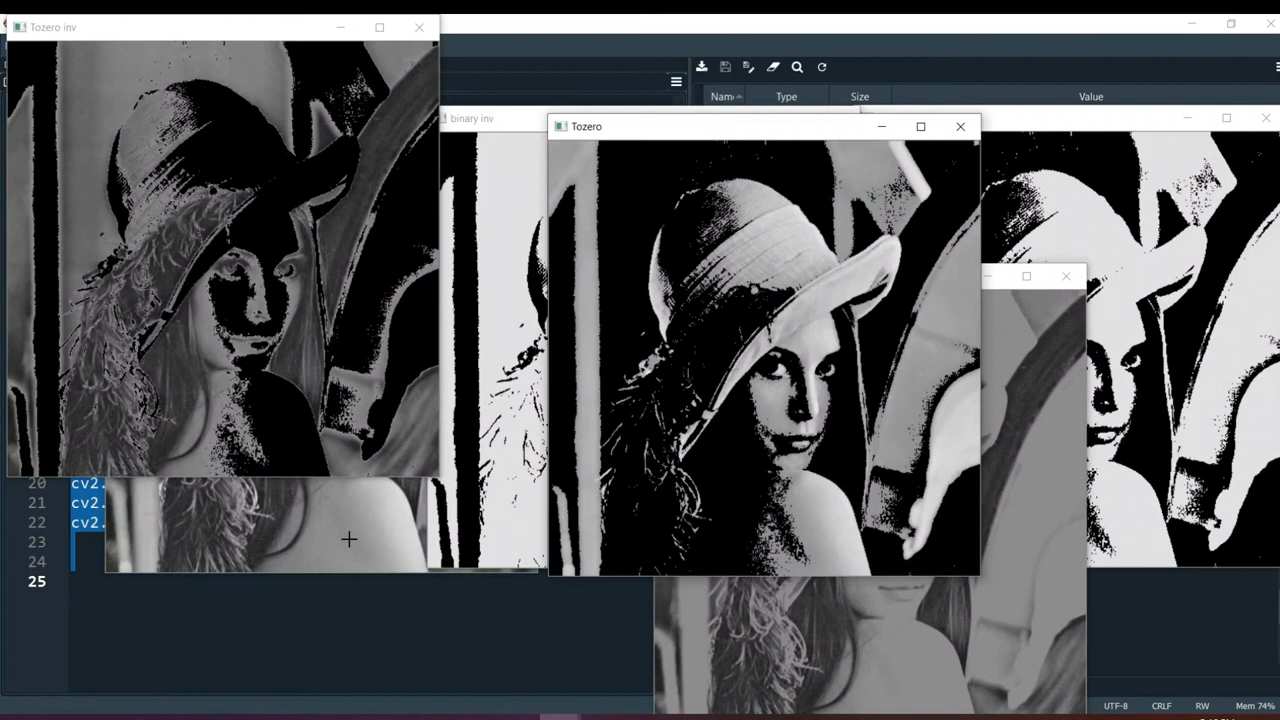 Tozero inv
Nam
Type
Size
Value
binary inv
Tozero
20 cv2.
21 cv2.
22 cv2.
23
24
25
UTF-8 CRLF RW Mem 74%